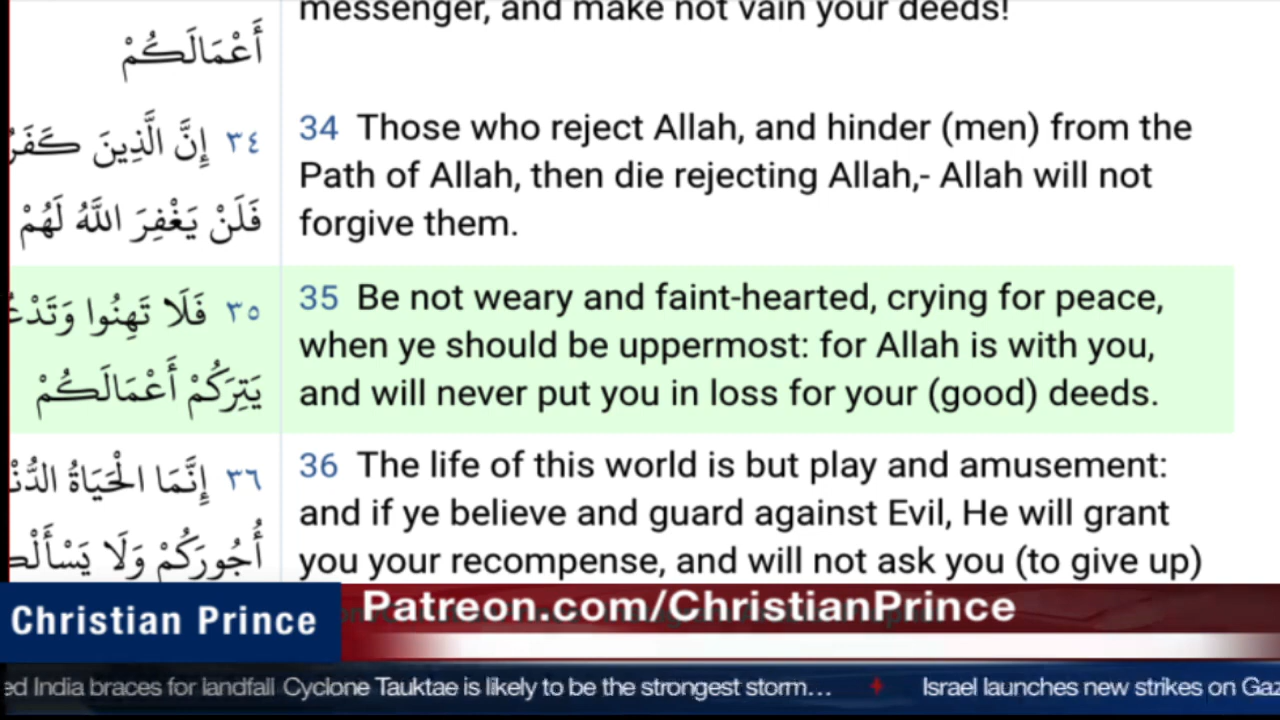 messenger, and make not vain your deeds!
أَعْمَالَكُمْ
34 Those who reject Allah, and hinder (men) from the
Path of Allah, then die rejecting Allah,- Allah will not
forgive them.
٣٤ إِنَّ الَّذِينَ
فَلَنْ يَغْفِرَ اللَّهُ لَهُمْ
35 Be not weary and faint-hearted, crying for peace,
when ye should be uppermost: for Allah is with you,
and will never put you in loss for your (good) deeds.
٣٥ فَلَا تَهِنُوا
يَتِرَكُمْ أَعْمَالَكُمْ
36 The life of this world is but play and amusement:
and if ye believe and guard against Evil, He will grant
you your recompense, and will not ask you (to give up)
٣٦ إِنَّمَا الْحَيَاةُ
أُجُورَكُمْ وَلَا
Christian Prince
Patreon.com/ChristianPrince
India braces for landfall Cyclone Tauktae is likely to be the strongest storm... Israel launches new strikes on